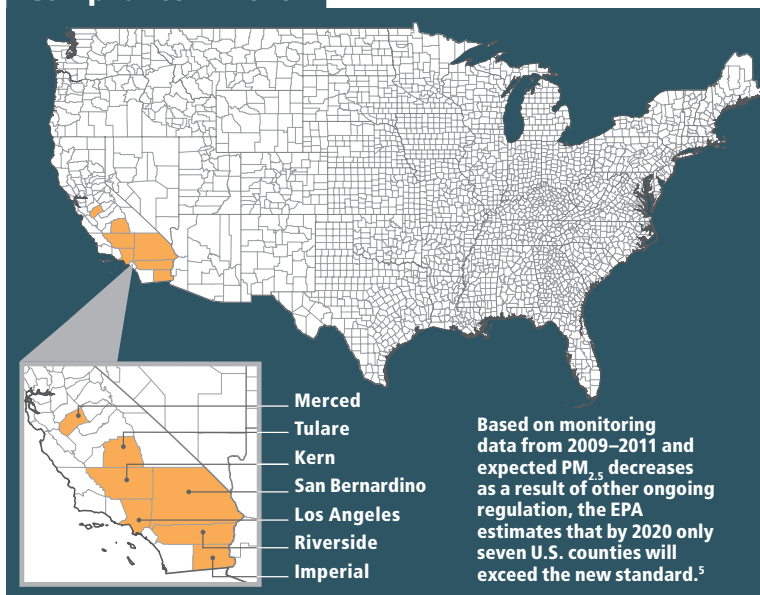 Merced
Tulare
Kern
San Bernardino
Los Angeles
Riverside
Imperial
Based on monitoring
data from 2009–2011 and
expected PM2.5 decreases
as a result of other ongoing
regulation, the EPA
estimates that by 2020 only
seven U.S. counties will
exceed the new standard.5